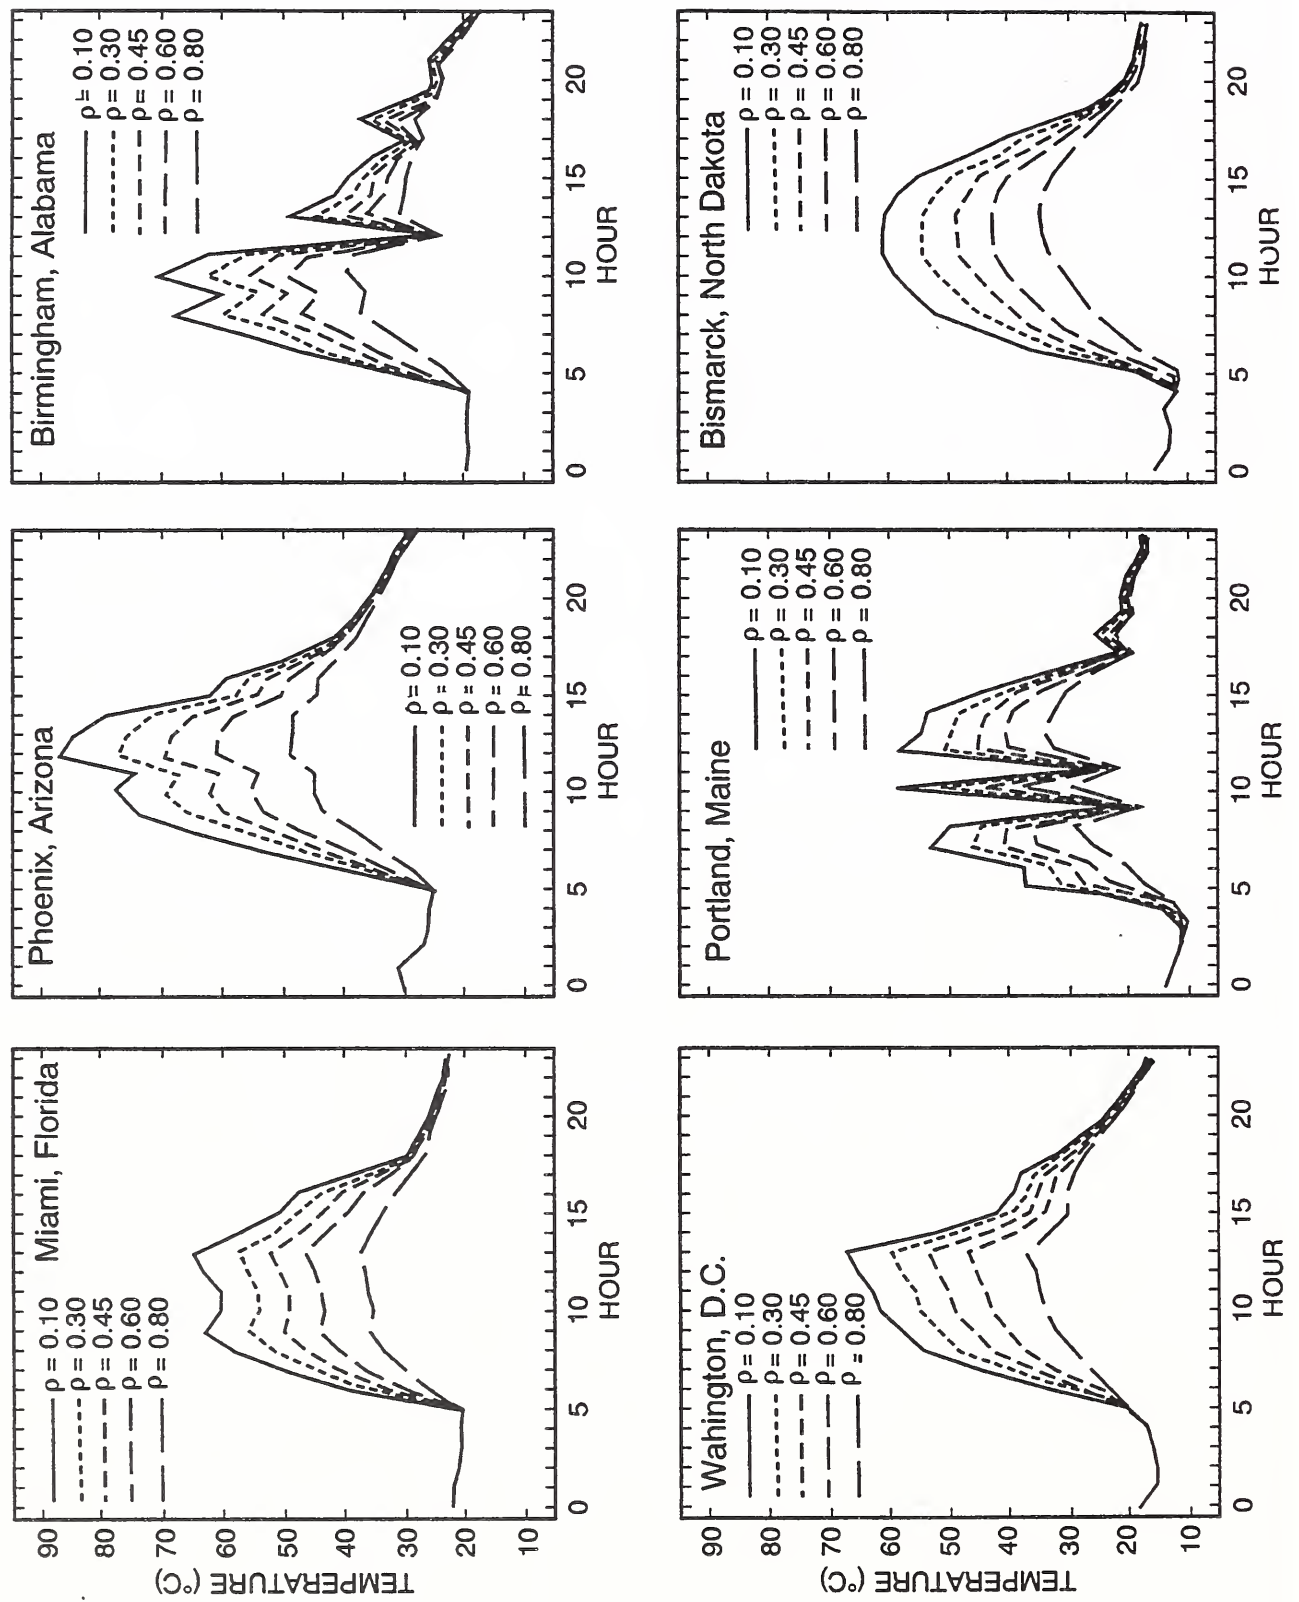 Miami, Florida
ρ = 0.10
ρ = 0.30
ρ = 0.45
ρ = 0.60
ρ = 0.80
90
80
70
60
50
40
30
20
10
TEMPERATURE (°C)
0
5
10
15
20
HOUR
Phoenix, Arizona
ρ = 0.10
ρ = 0.30
ρ = 0.45
ρ = 0.60
ρ = 0.80
0
5
10
15
20
HOUR
Birmingham, Alabama
ρ = 0.10
ρ = 0.30
ρ = 0.45
ρ = 0.60
ρ = 0.80
0
5
10
15
20
HOUR
Wahington, D.C.
ρ = 0.10
ρ = 0.30
ρ = 0.45
ρ = 0.60
ρ = 0.80
90
80
70
60
50
40
30
20
10
TEMPERATURE (°C)
0
5
10
15
20
HOUR
Portland, Maine
ρ = 0.10
ρ = 0.30
ρ = 0.45
ρ = 0.60
ρ = 0.80
0
5
10
15
20
HOUR
Bismarck, North Dakota
ρ = 0.10
ρ = 0.30
ρ = 0.45
ρ = 0.60
ρ = 0.80
0
5
10
15
20
HOUR